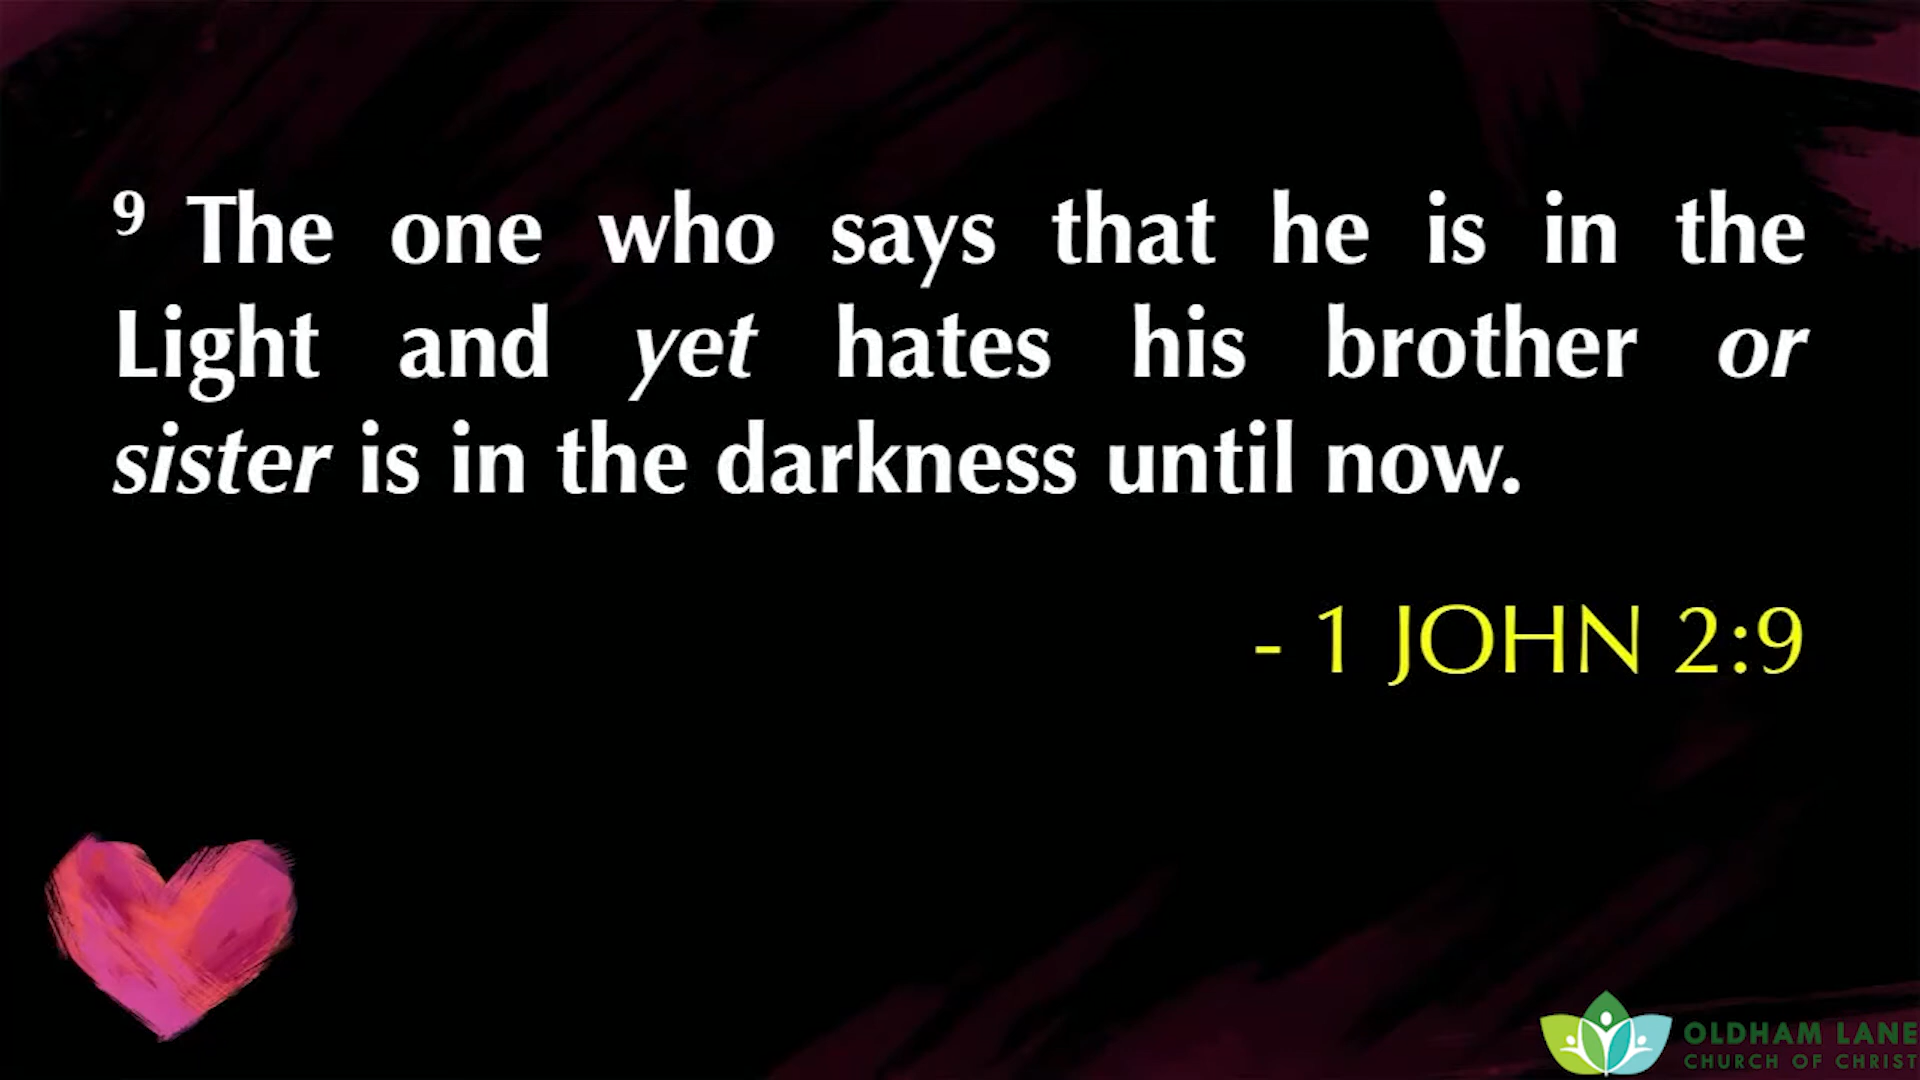 9 The one who says that he is in the
Light and yet hates his brother or
sister is in the darkness until now.
- 1 JOHN 2:9
OLDHAM LANE
CHURCH OF CHRIST